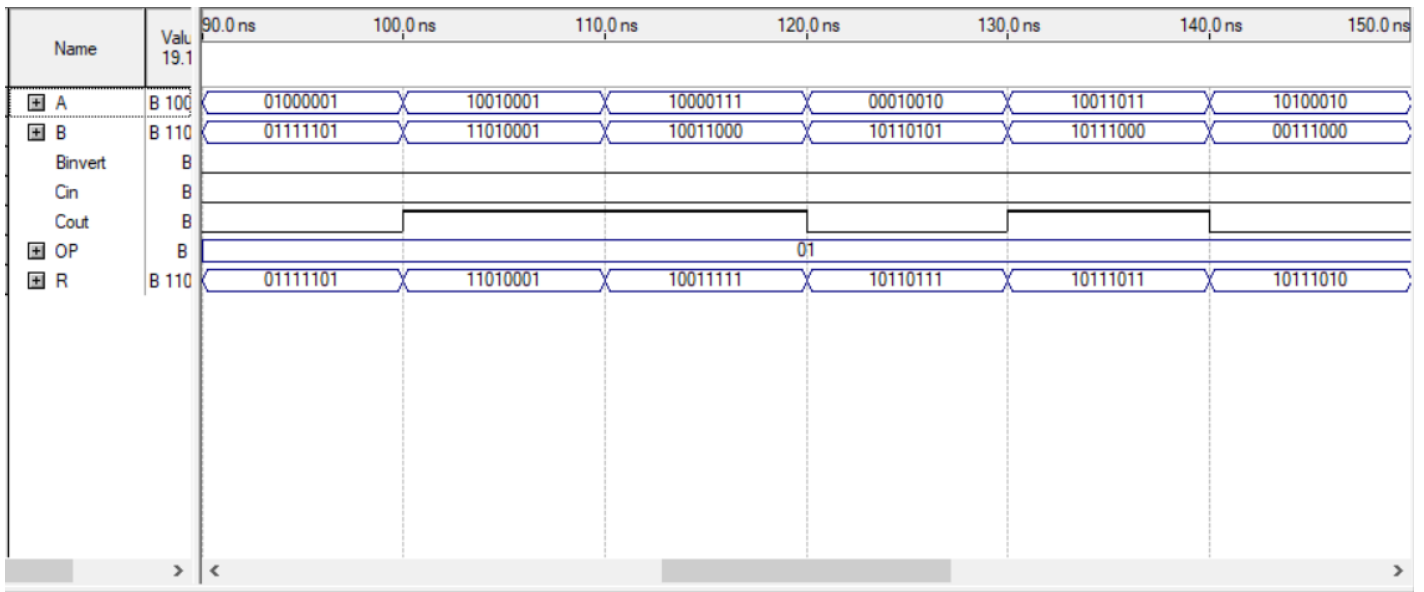 Name Valu 19.1 90.0 ns 100.0 ns 110.0 ns 120.0 ns 130.0 ns 140.0 ns 150.0 ns
A B 100 01000001 10010001 10000111 00010010 10011011 10100010
B B 110 01111101 11010001 10011000 10110101 10111000 00111000
Binvert B
Cin B
Cout B
OP B 01
R B 110 01111101 11010001 10011111 10110111 10111011 10111010